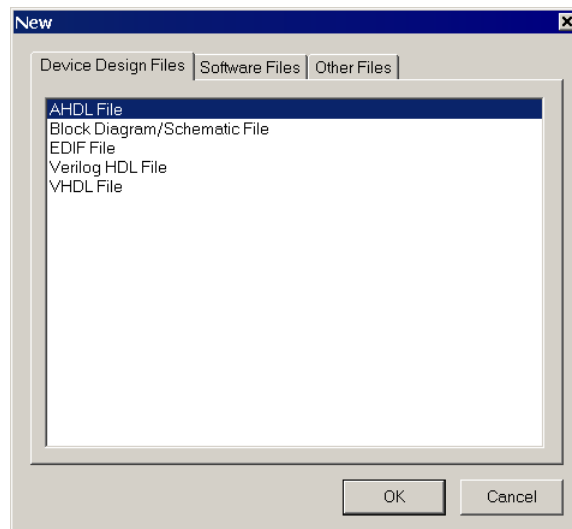 New
Device Design Files Software Files Other Files
AHDL File
Block Diagram/Schematic File
EDIF File
Verilog HDL File
VHDL File
OK Cancel